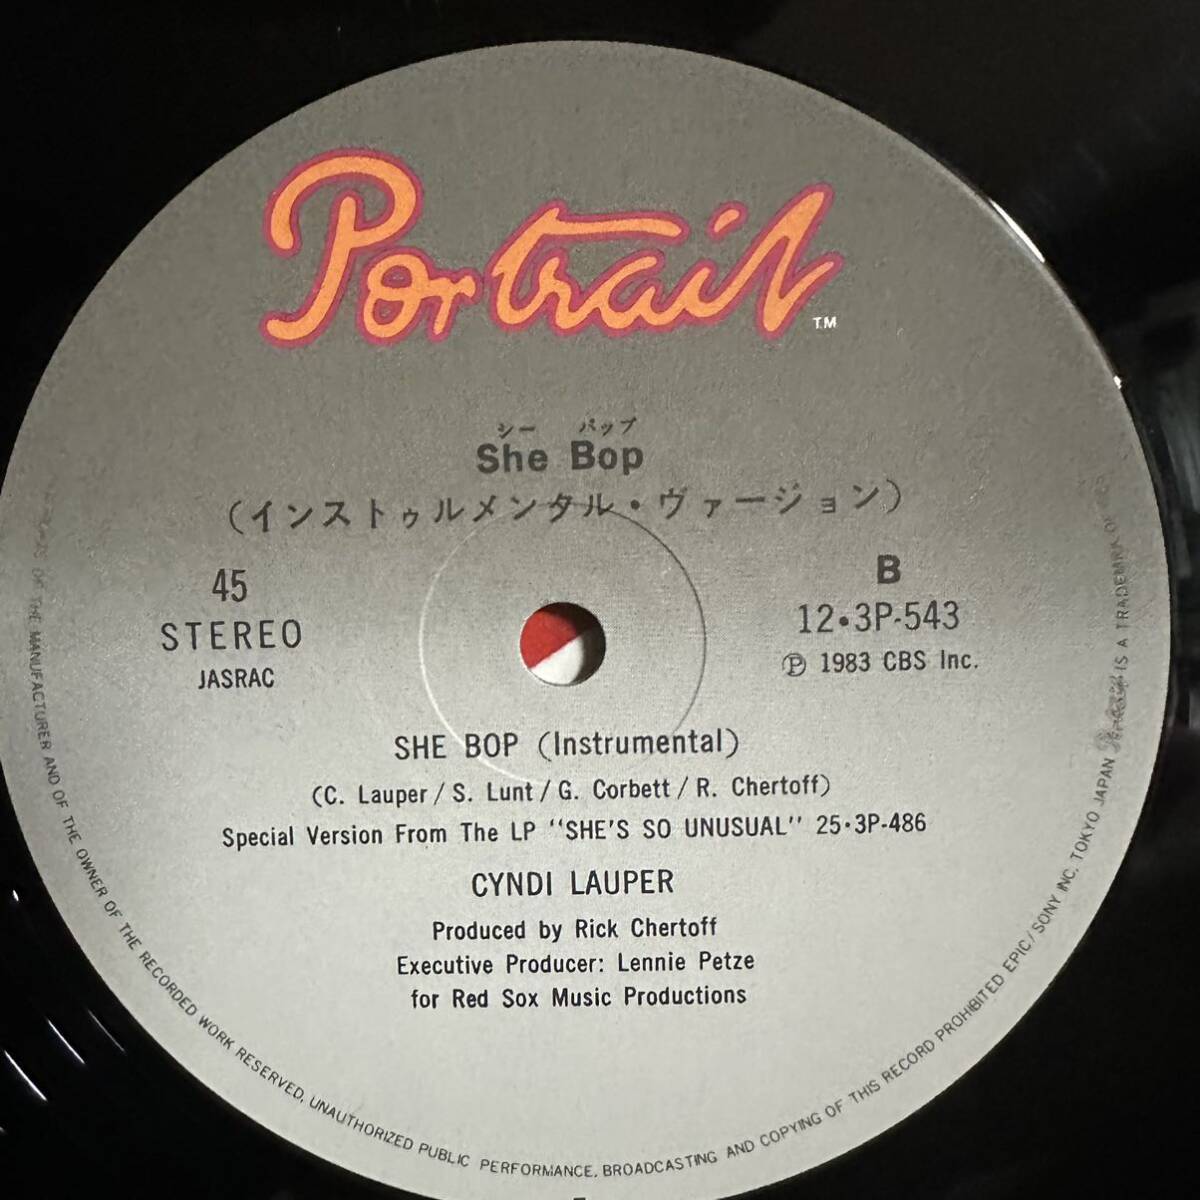 Portrait
TM
シー バップ
She Bop
(インストゥルメンタル・ヴァージョン)
45
STEREO
JASRAC
B
12・3P-543
Ⓟ 1983 CBS Inc.
SHE BOP (Instrumental)
(C. Lauper / S. Lunt / G. Corbett / R. Chertoff)
Special Version From The LP "SHE'S SO UNUSUAL" 25・3P-486
CYNDI LAUPER
Produced by Rick Chertoff
Executive Producer: Lennie Petze
for Red Sox Music Productions
OF THE MANUFACTURER AND OF THE OWNER OF THE RECORDED WORK RESERVED. UNAUTHORIZED PUBLIC PERFORMANCE. BROADCASTING AND COPYING OF THIS RECORD PROHIBITED EPIC/SONY INC. TOKYO JAPAN Portrait IS A TRADEMARK OF